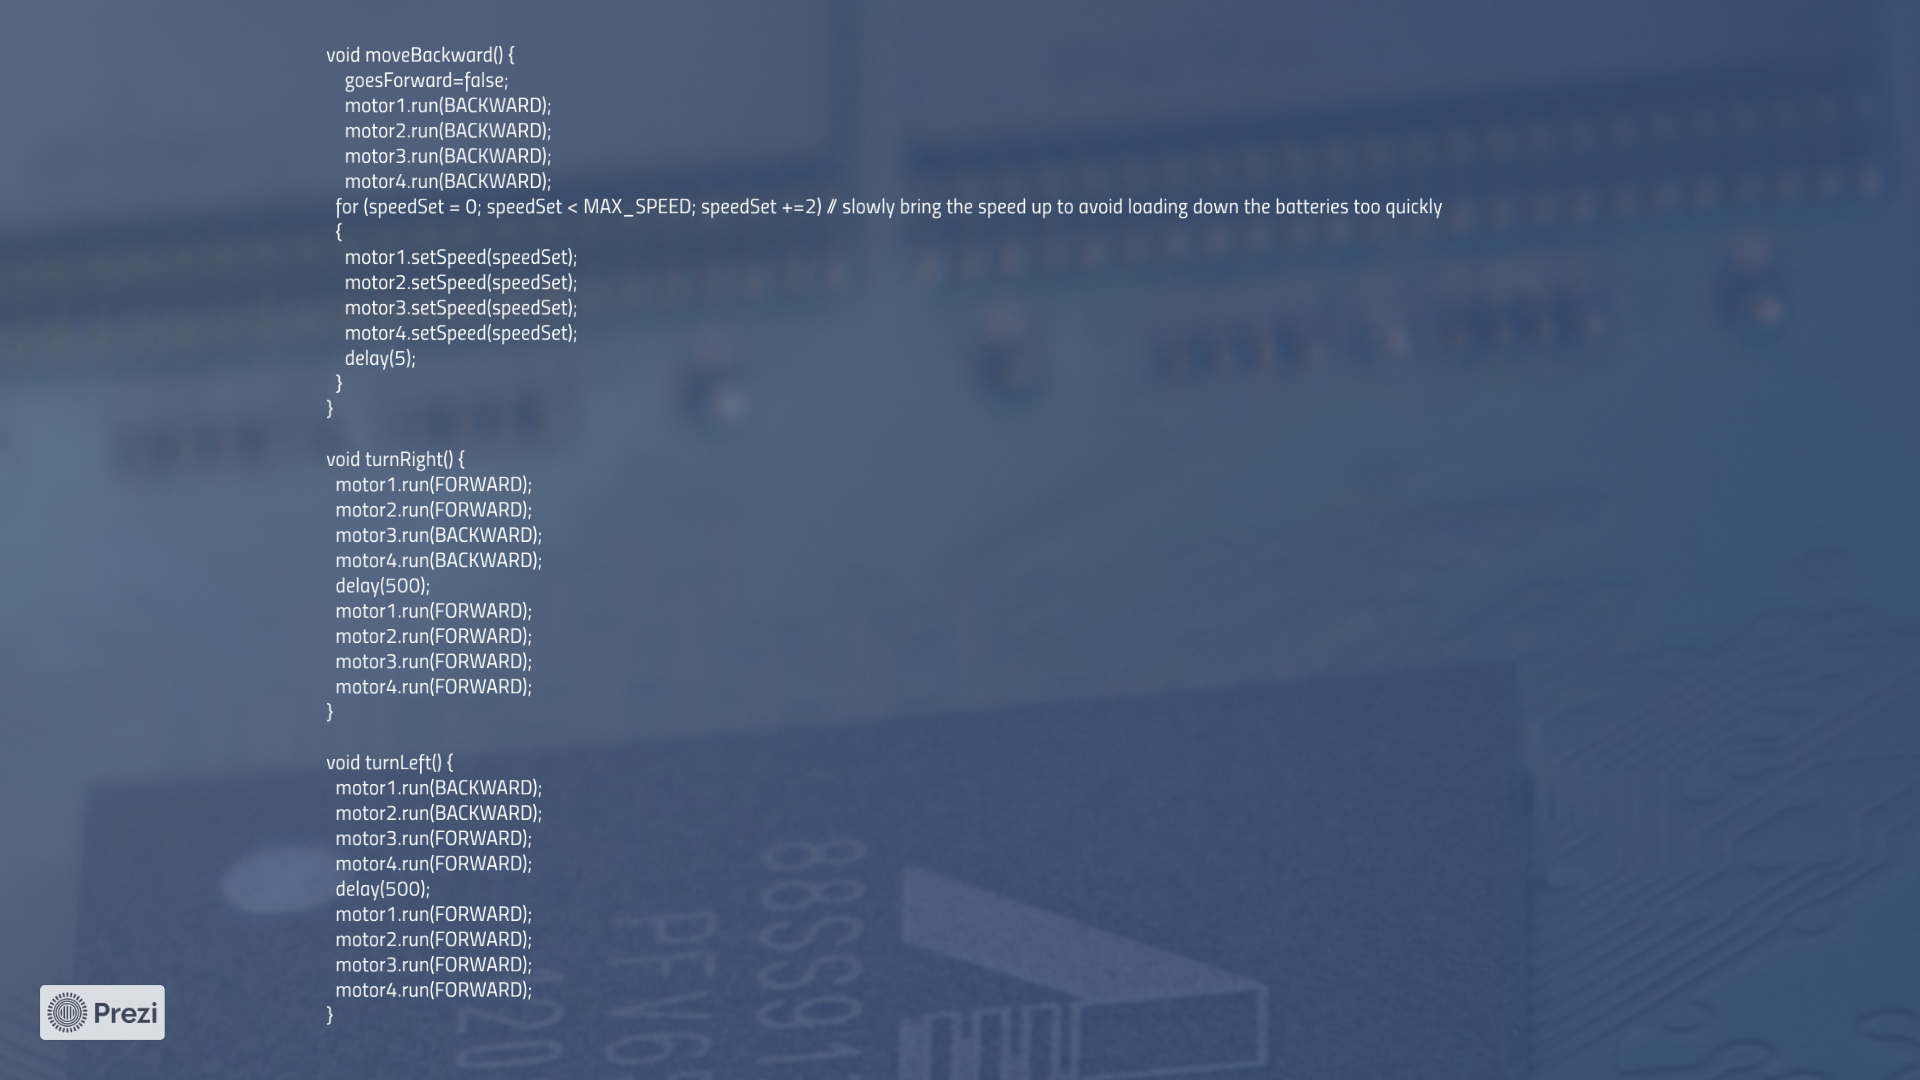 void moveBackward() {
goesForward=false;
motor1.run(BACKWARD);
motor2.run(BACKWARD);
motor3.run(BACKWARD);
motor4.run(BACKWARD);
for (speedSet = 0; speedSet < MAX_SPEED; speedSet +=2) // slowly bring the speed up to avoid loading down the batteries too quickly
{
motor1.setSpeed(speedSet);
motor2.setSpeed(speedSet);
motor3.setSpeed(speedSet);
motor4.setSpeed(speedSet);
delay(5);
}
}
void turnRight() {
motor1.run(FORWARD);
motor2.run(FORWARD);
motor3.run(BACKWARD);
motor4.run(BACKWARD);
delay(500);
motor1.run(FORWARD);
motor2.run(FORWARD);
motor3.run(FORWARD);
motor4.run(FORWARD);
}
void turnLeft() {
motor1.run(BACKWARD);
motor2.run(BACKWARD);
motor3.run(FORWARD);
motor4.run(FORWARD);
delay(500);
motor1.run(FORWARD);
motor2.run(FORWARD);
motor3.run(FORWARD);
motor4.run(FORWARD);
}
Prezi